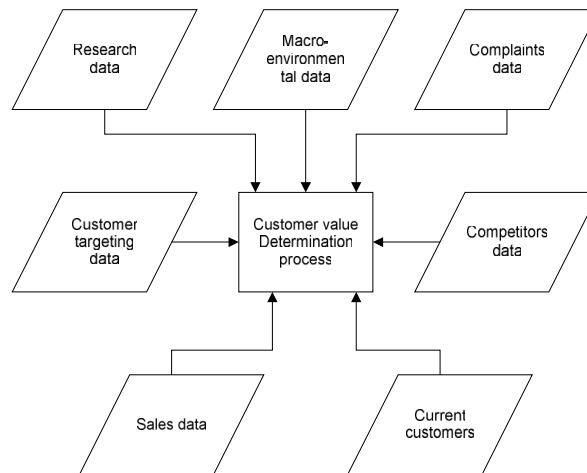 Research
data
Macro-
environmen
tal data
Complaints
data
Customer
targeting
data
Customer value
Determination
process
Competitors
data
Sales data
Current
customers